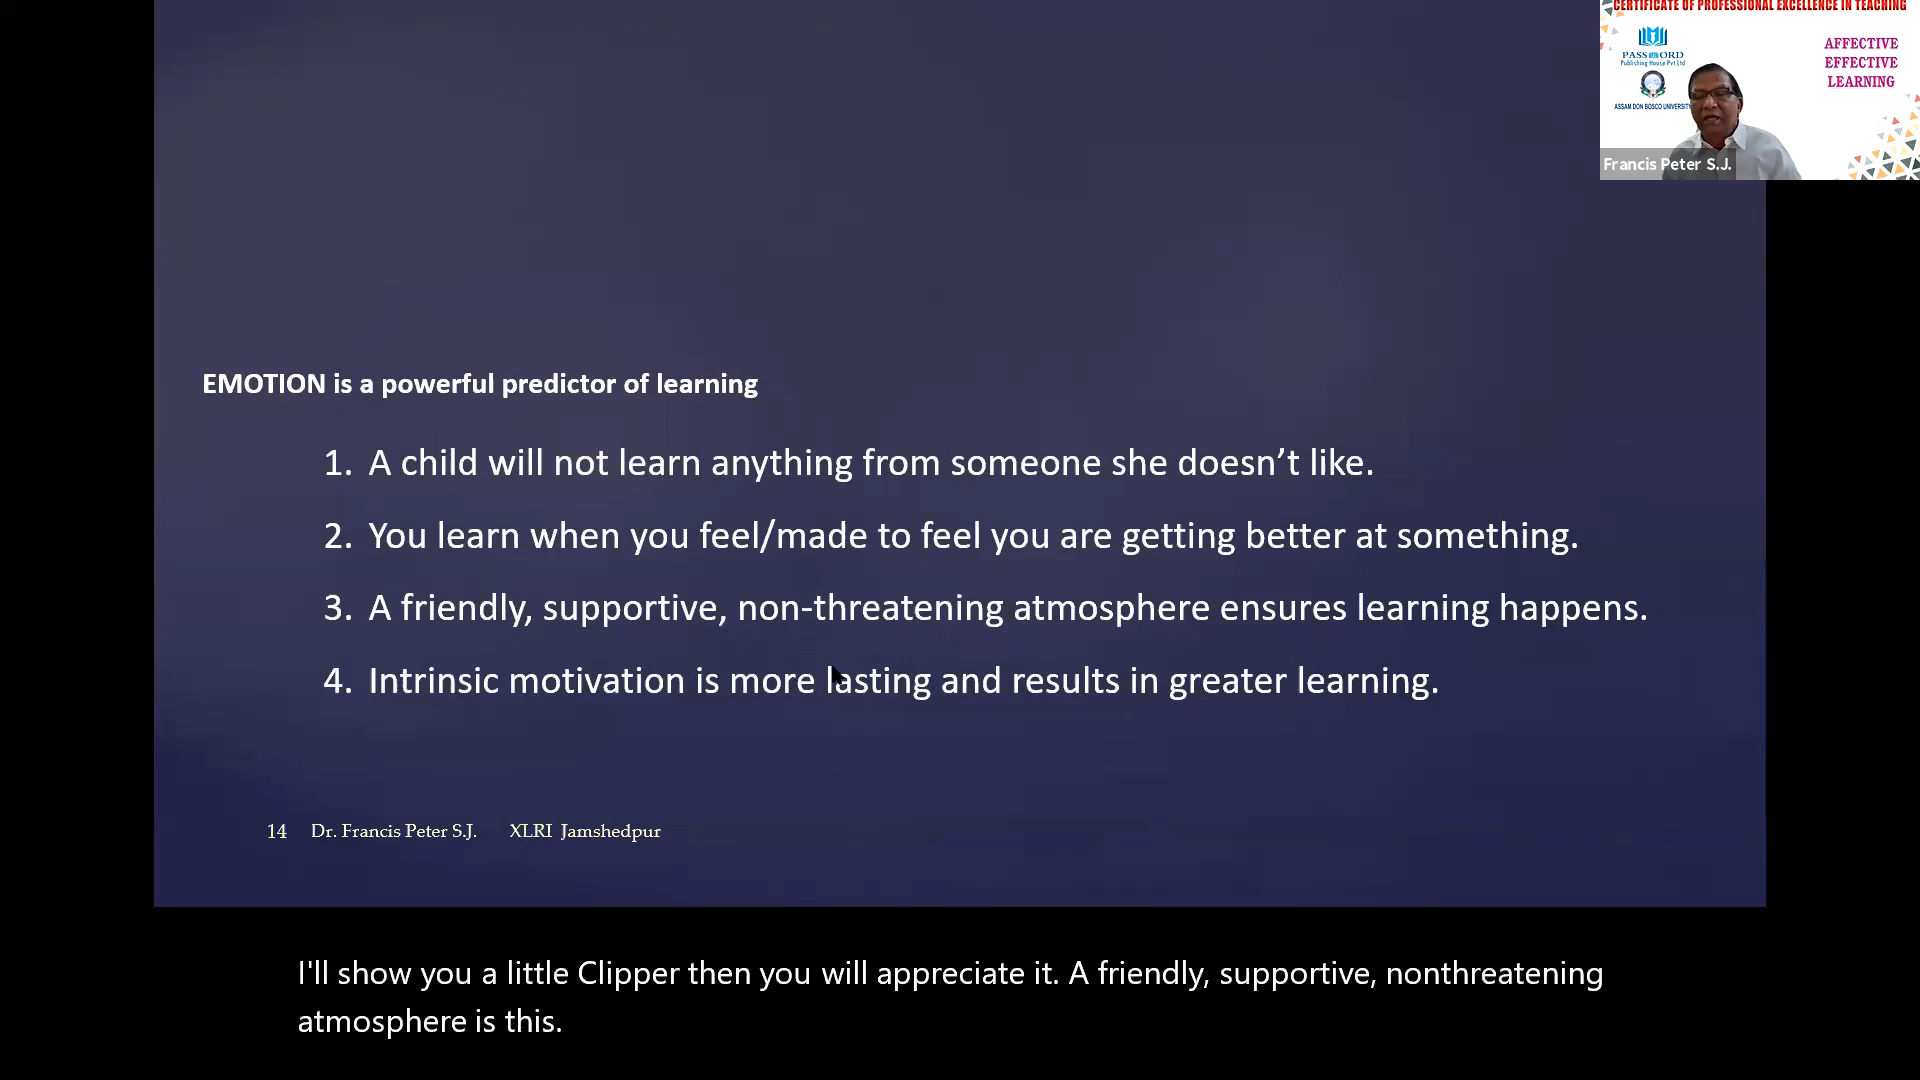 CERTIFICATE OF PROFESSIONAL EXCELLENCE IN TEACHING
PASSWORD
Publishing House Pvt.Ltd
ASSAM DON BOSCO UNIVERSITY
AFFECTIVE
EFFECTIVE
LEARNING
Francis Peter S.J.
EMOTION is a powerful predictor of learning
1. A child will not learn anything from someone she doesn’t like.
2. You learn when you feel/made to feel you are getting better at something.
3. A friendly, supportive, non-threatening atmosphere ensures learning happens.
4. Intrinsic motivation is more lasting and results in greater learning.
14 Dr. Francis Peter S.J. XLRI Jamshedpur
I'll show you a little Clipper then you will appreciate it. A friendly, supportive, nonthreatening
atmosphere is this.